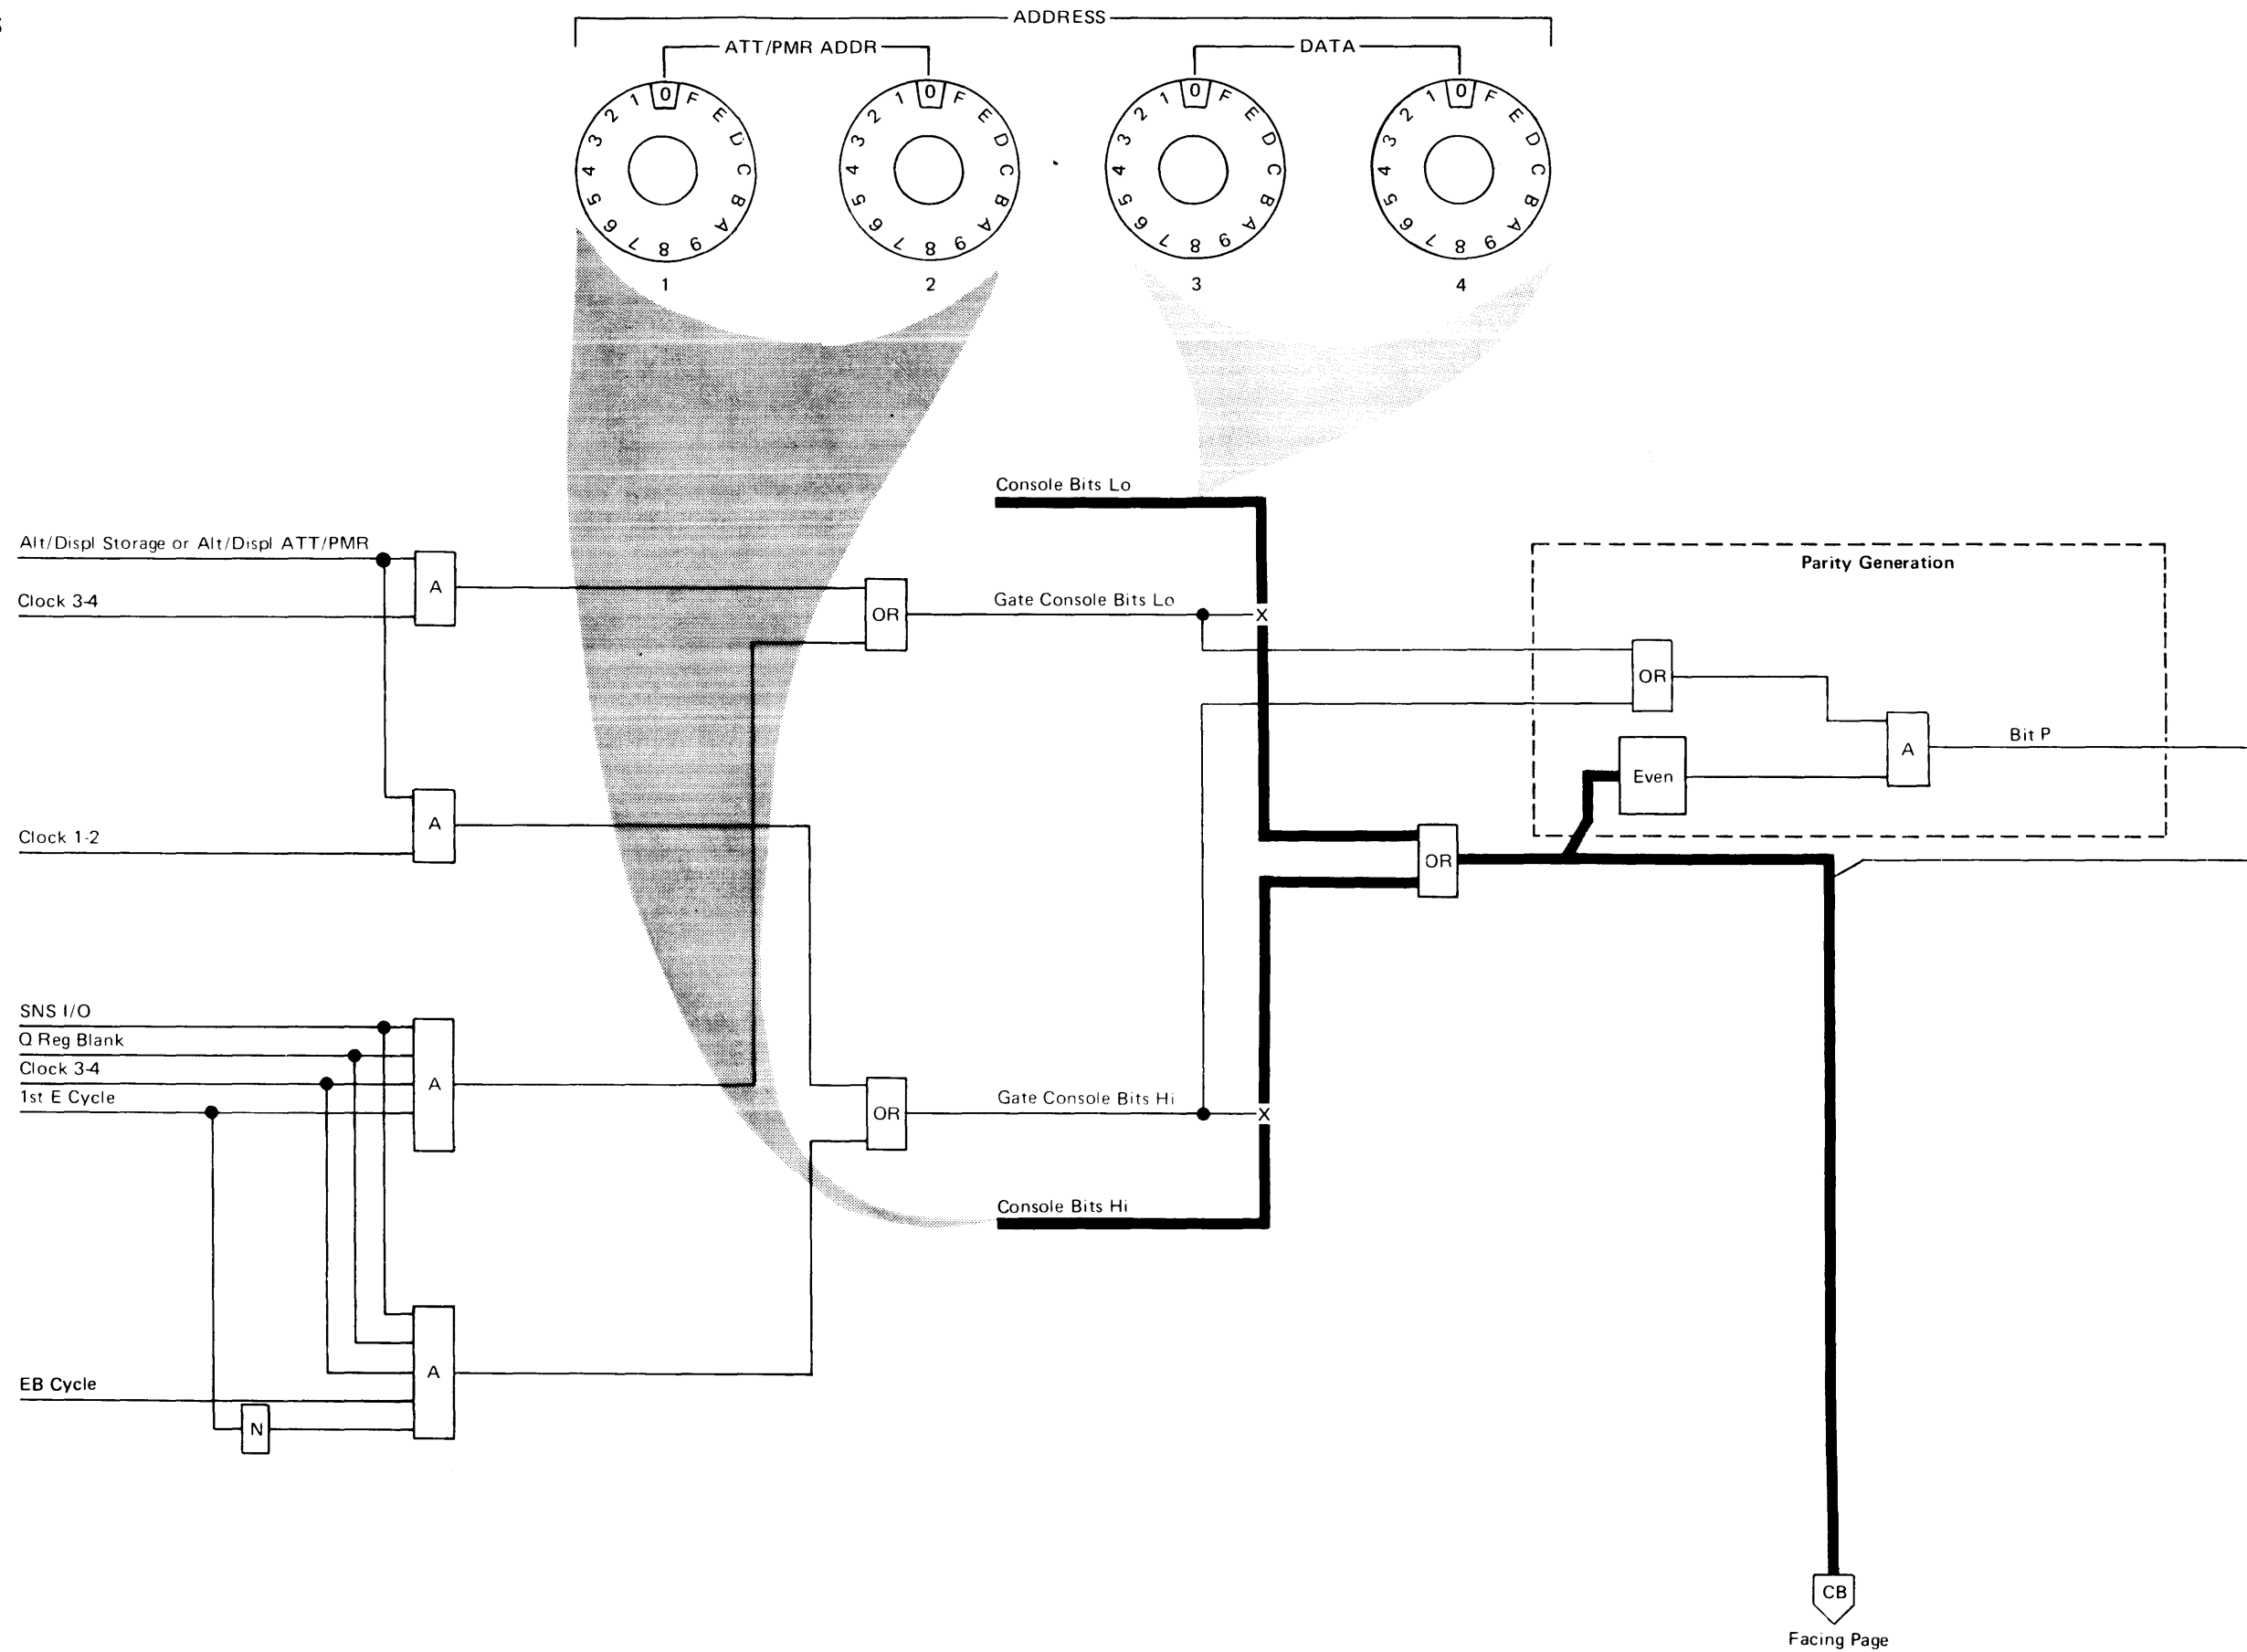 ADDRESS
ATT/PMR ADDR
DATA
0 F E D C B A 9 8 7 6 5 4 3 2 1
0 F E D C B A 9 8 7 6 5 4 3 2 1
0 F E D C B A 9 8 7 6 5 4 3 2 1
0 F E D C B A 9 8 7 6 5 4 3 2 1
1
2
3
4
Console Bits Lo
Alt/Displ Storage or Alt/Displ ATT/PMR
A
Clock 3-4
OR
Gate Console Bits Lo
X
Parity Generation
OR
A
Bit P
Even
A
Clock 1-2
OR
SNS I/O
Q Reg Blank
Clock 3-4
1st E Cycle
A
OR
Gate Console Bits Hi
X
Console Bits Hi
A
EB Cycle
N
CB
Facing Page